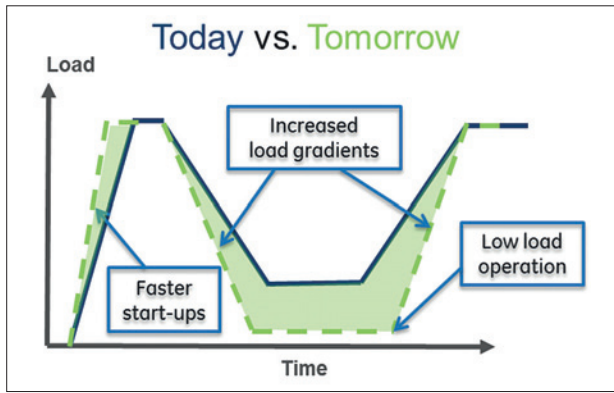 Today vs. Tomorrow
Load
Increased
load gradients
Low load
operation
Faster
start-ups
Time